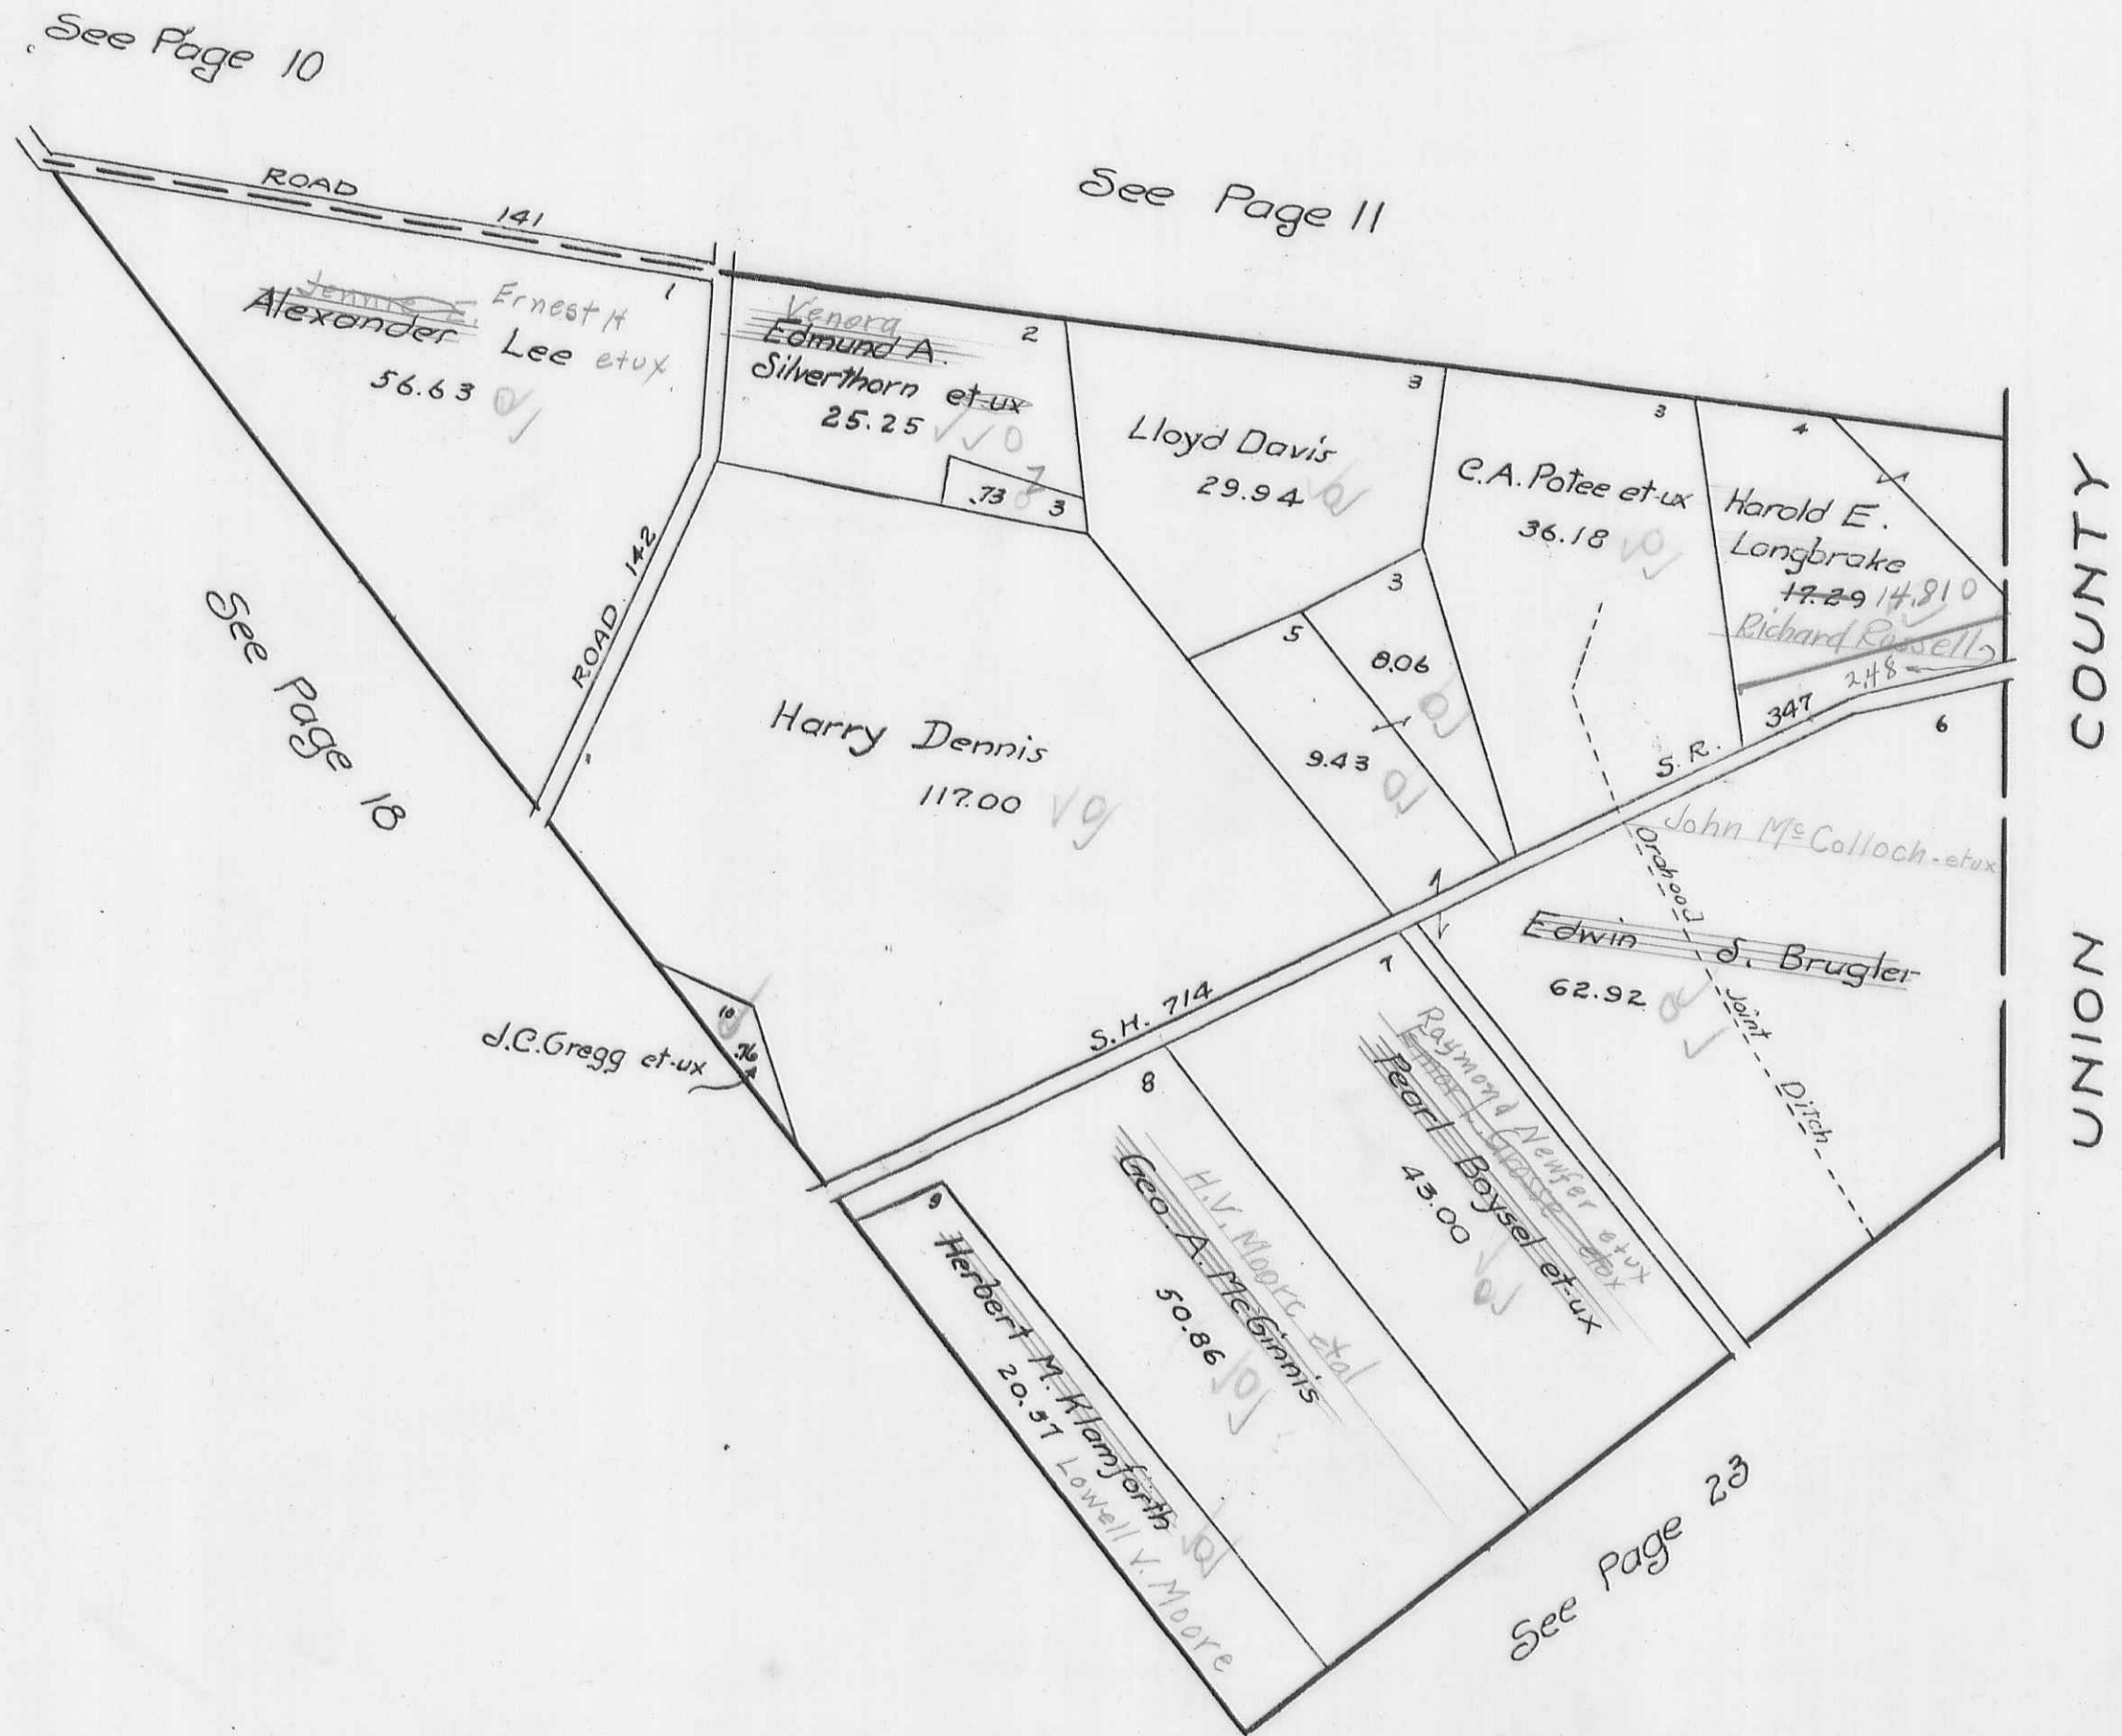 See Page 10
See Page 11
ROAD
141
1
Jennie E. Ernest H
Alexander Lee et ux
56.63
ROAD 142
See Page 18
2
Venora
Edmund A.
Silverthorn et-ux
25.25
.73
3
3
Lloyd Davis
29.94
3
C.A. Potee et-ux
36.18
4
Harold E.
Longbrake
17.29 14.81
Richard Russell
2.48
S.R. 347
6
3
8.06
5
9.43
Harry Dennis
117.00
John McColloch-etux
Edwin S. Brugler
62.92
Orahood Joint Ditch
UNION COUNTY
J.C. Gregg et-ux
10
.76
S.H. 714
7
Raymond Newfer etux
etux
Pearl Boysel et-ux
43.00
8
H.V. Moore etal
Geo. A. McGinnis
50.86
9
Herbert M. Klamforth
20.57 Lowell V. Moore
See Page 23